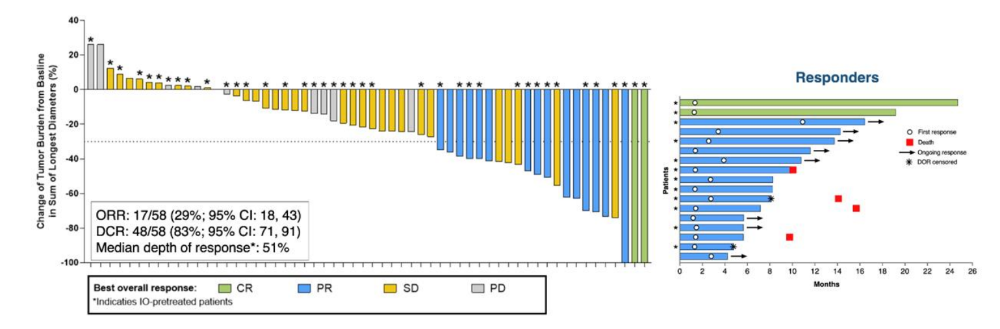 Change of Tumor Burden from Basline
in Sum of Longest Diameters (%)
40
20
0
-20
-40
-60
-80
-100
* * * * * * * * * *
* * * * * * * * * * * * * * * * * * * * * * * * * * * * *
ORR: 17/58 (29%; 95% CI: 18, 43)
DCR: 48/58 (83%; 95% CI: 71, 91)
Median depth of response*: 51%
Best overall response: CR PR SD PD
*Indicaties IO-pretreated patients
Responders
Patients
* * * * * * * * * * * *
First response
Death
Ongoing response
DOR censored
0 2 4 6 8 10 12 14 16 18 20 22 24 26
Months